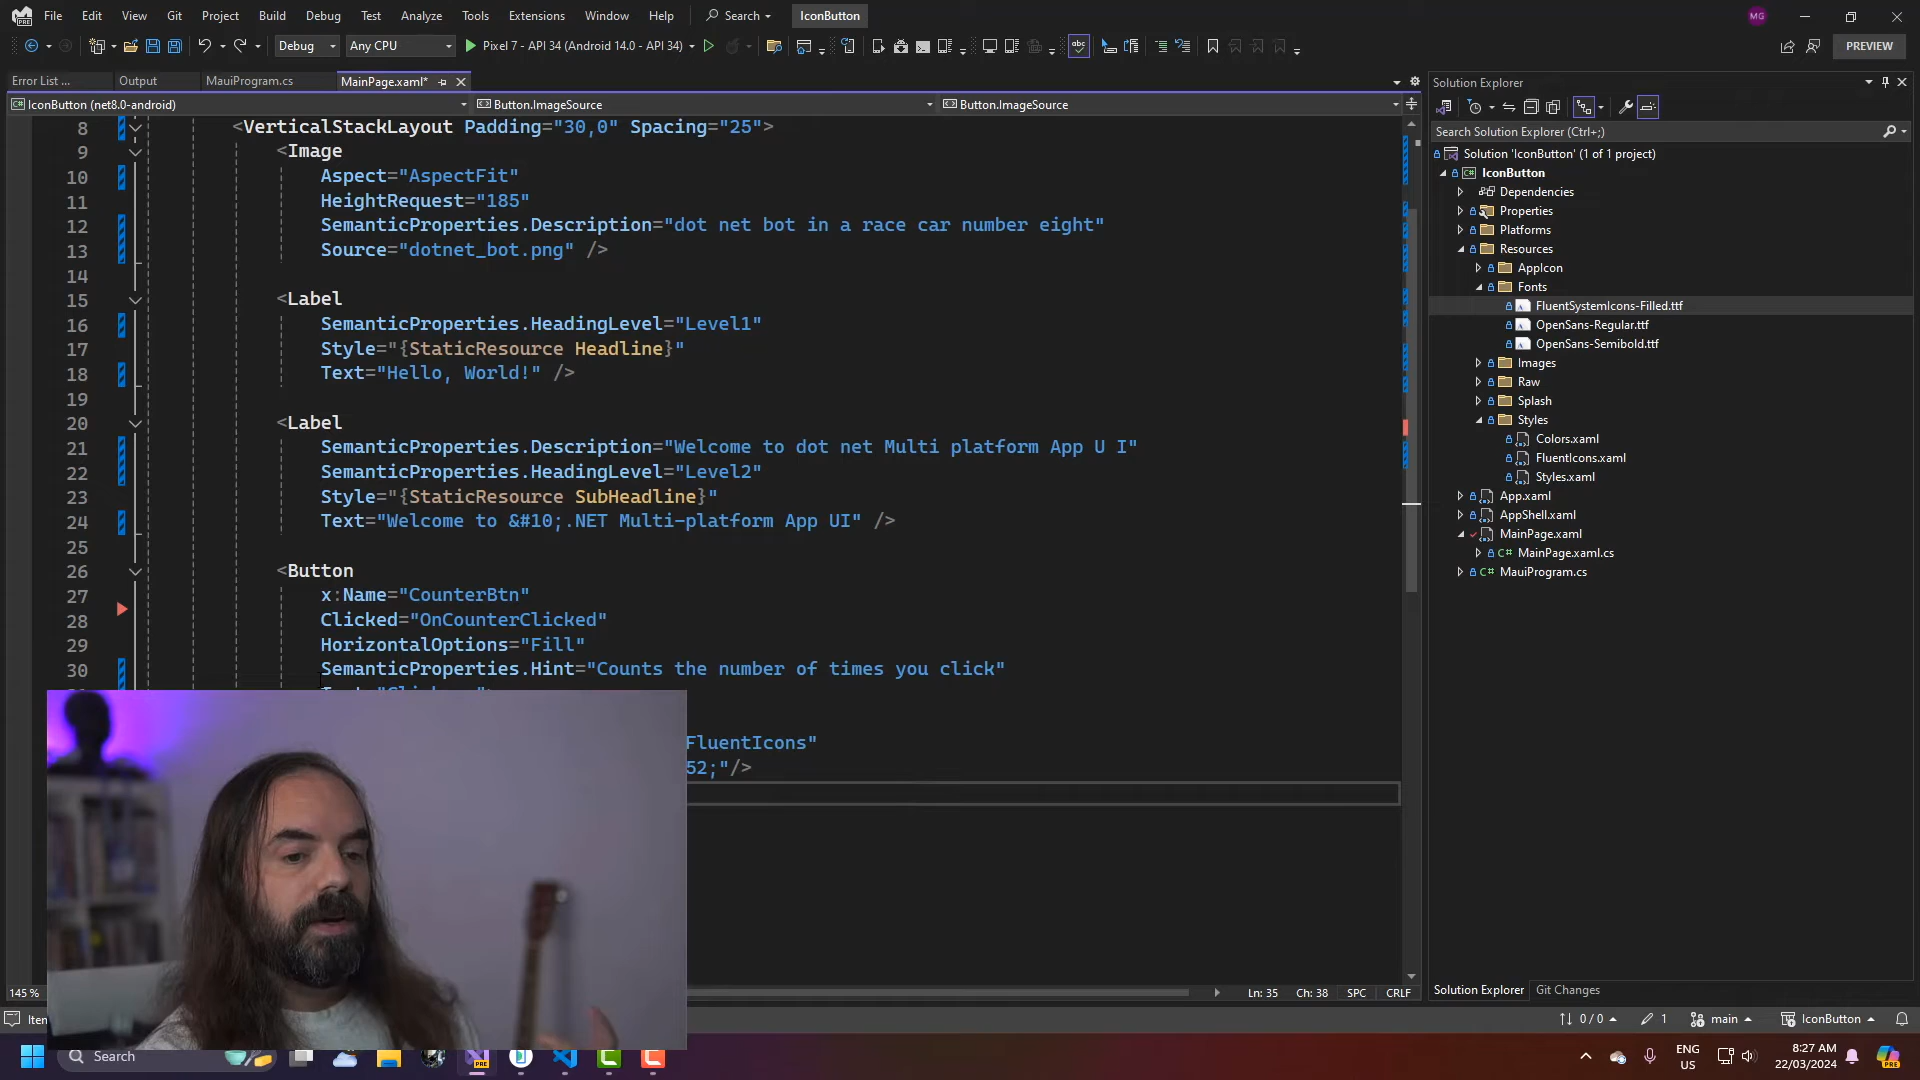 File Edit View Git Project Build Debug Test Analyze Tools Extensions Window Help Search IconButton MG
Debug Any CPU Pixel 7 - API 34 (Android 14.0 - API 34) abc PREVIEW
Error List ... Output MauiProgram.cs MainPage.xaml*
IconButton (net8.0-android) Button.ImageSource Button.ImageSource
8 <VerticalStackLayout Padding="30,0" Spacing="25">
9 <Image
10 Aspect="AspectFit"
11 HeightRequest="185"
12 SemanticProperties.Description="dot net bot in a race car number eight"
13 Source="dotnet_bot.png" />
14
15 <Label
16 SemanticProperties.HeadingLevel="Level1"
17 Style="{StaticResource Headline}"
18 Text="Hello, World!" />
19
20 <Label
21 SemanticProperties.Description="Welcome to dot net Multi platform App U I"
22 SemanticProperties.HeadingLevel="Level2"
23 Style="{StaticResource SubHeadline}"
24 Text="Welcome to &#10;.NET Multi-platform App UI" />
25
26 <Button
27 x:Name="CounterBtn"
28 Clicked="OnCounterClicked"
29 HorizontalOptions="Fill"
30 SemanticProperties.Hint="Counts the number of times you click"
FluentIcons"
52;"/>
145 % Ln: 35 Ch: 38 SPC CRLF
Solution Explorer
Search Solution Explorer (Ctrl+;)
Solution 'IconButton' (1 of 1 project)
IconButton
Dependencies
Properties
Platforms
Resources
AppIcon
Fonts
FluentSystemIcons-Filled.ttf
OpenSans-Regular.ttf
OpenSans-Semibold.ttf
Images
Raw
Splash
Styles
Colors.xaml
FluentIcons.xaml
Styles.xaml
App.xaml
AppShell.xaml
MainPage.xaml
MainPage.xaml.cs
MauiProgram.cs
Solution Explorer Git Changes
0 / 0 1 main IconButton
Search
ENG
US
8:27 AM
22/03/2024